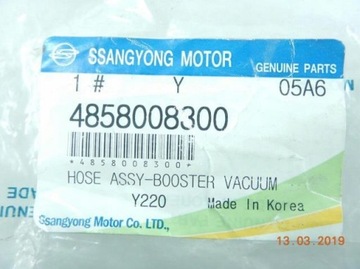 SSANGYONG MOTOR
GENUINE PARTS
1 # Y 05A6
4858008300
*4858008300*
HOSE ASSY-BOOSTER VACUUM
Y220 Made In Korea
Ssangyong Motor Co. LTD.,
13.03.2019